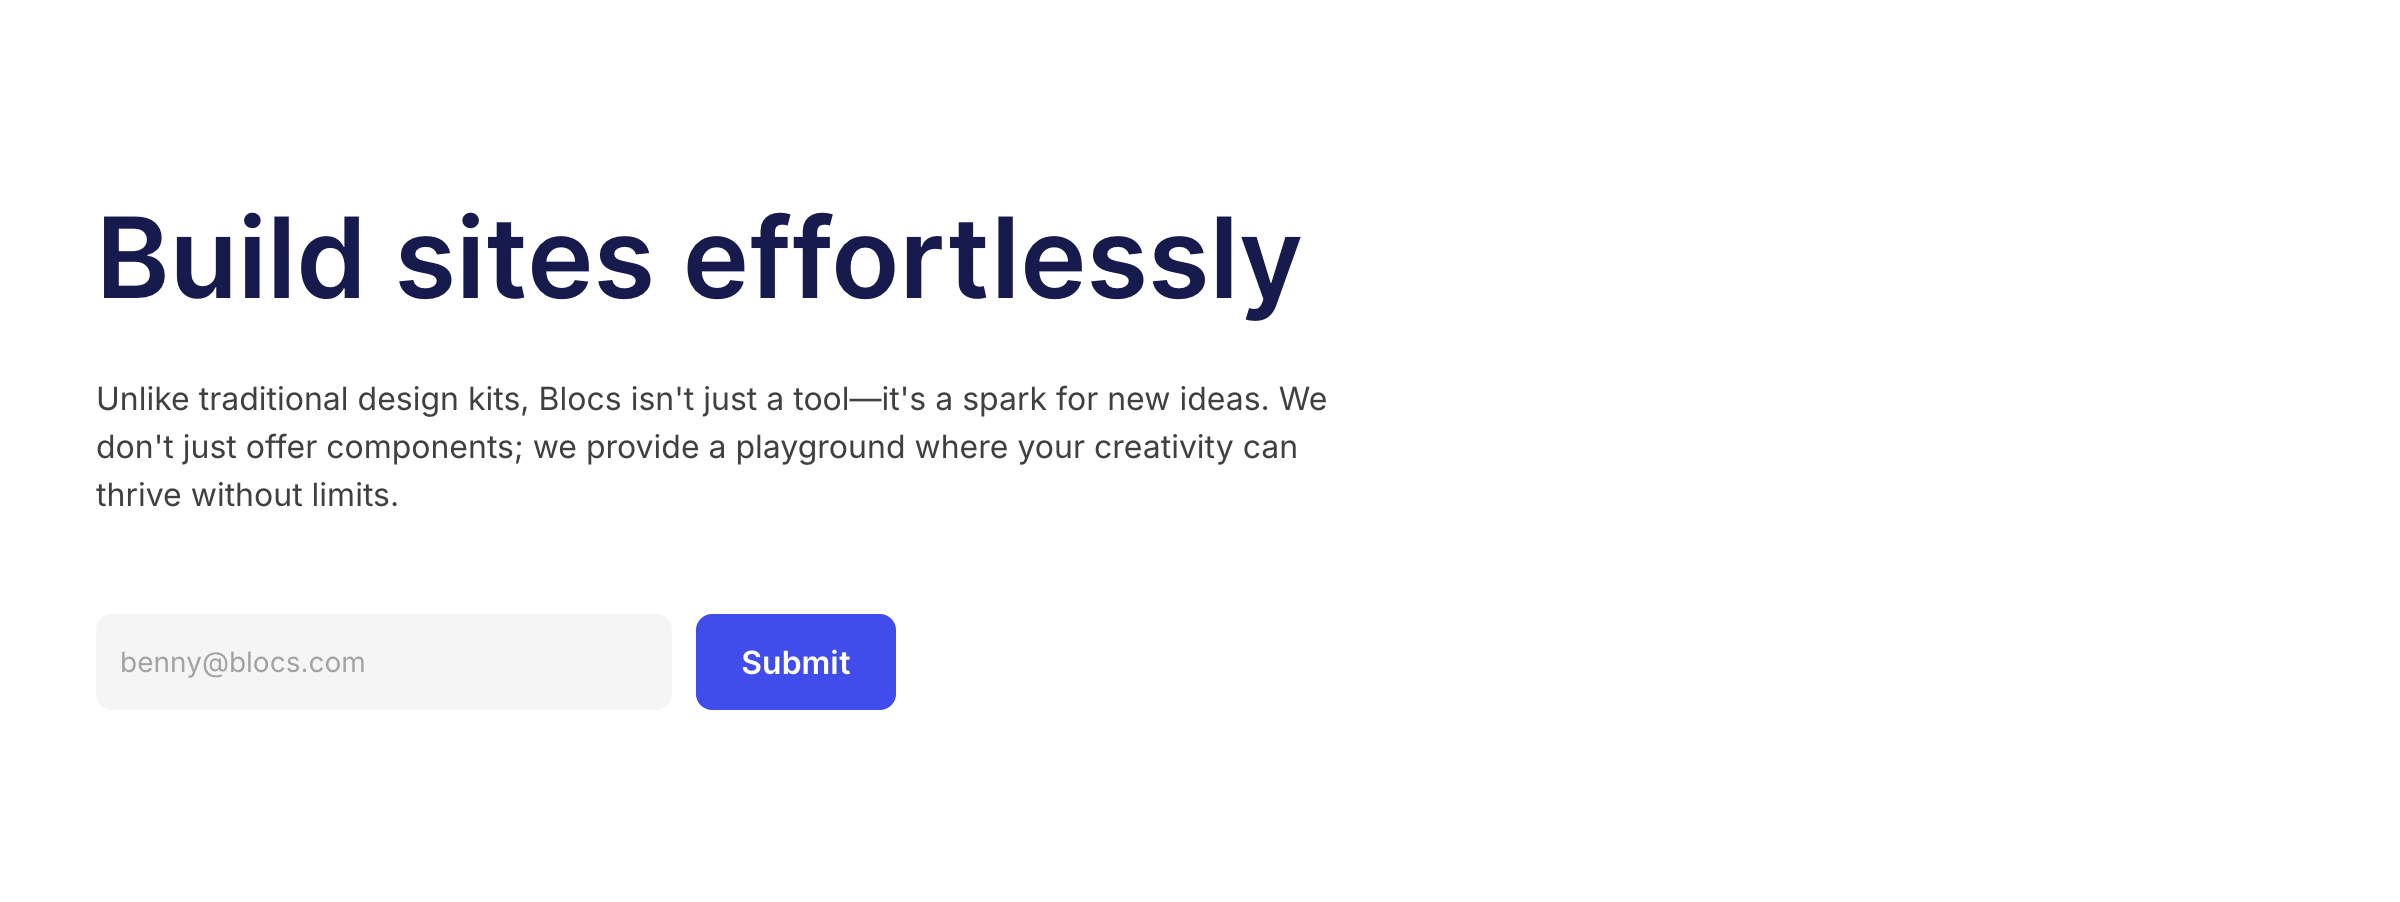 Build sites effortlessly
Unlike traditional design kits, Blocs isn't just a tool—it's a spark for new ideas. We
don't just offer components; we provide a playground where your creativity can
thrive without limits.
benny@blocs.com
Submit